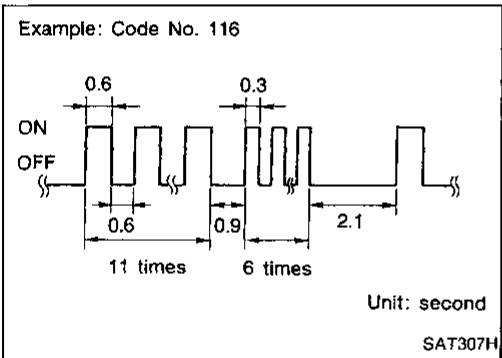 Example: Code No. 116
0.6
0.3
ON
OFF
0.6
0.9
2.1
11 times
6 times
Unit: second
SAT307H